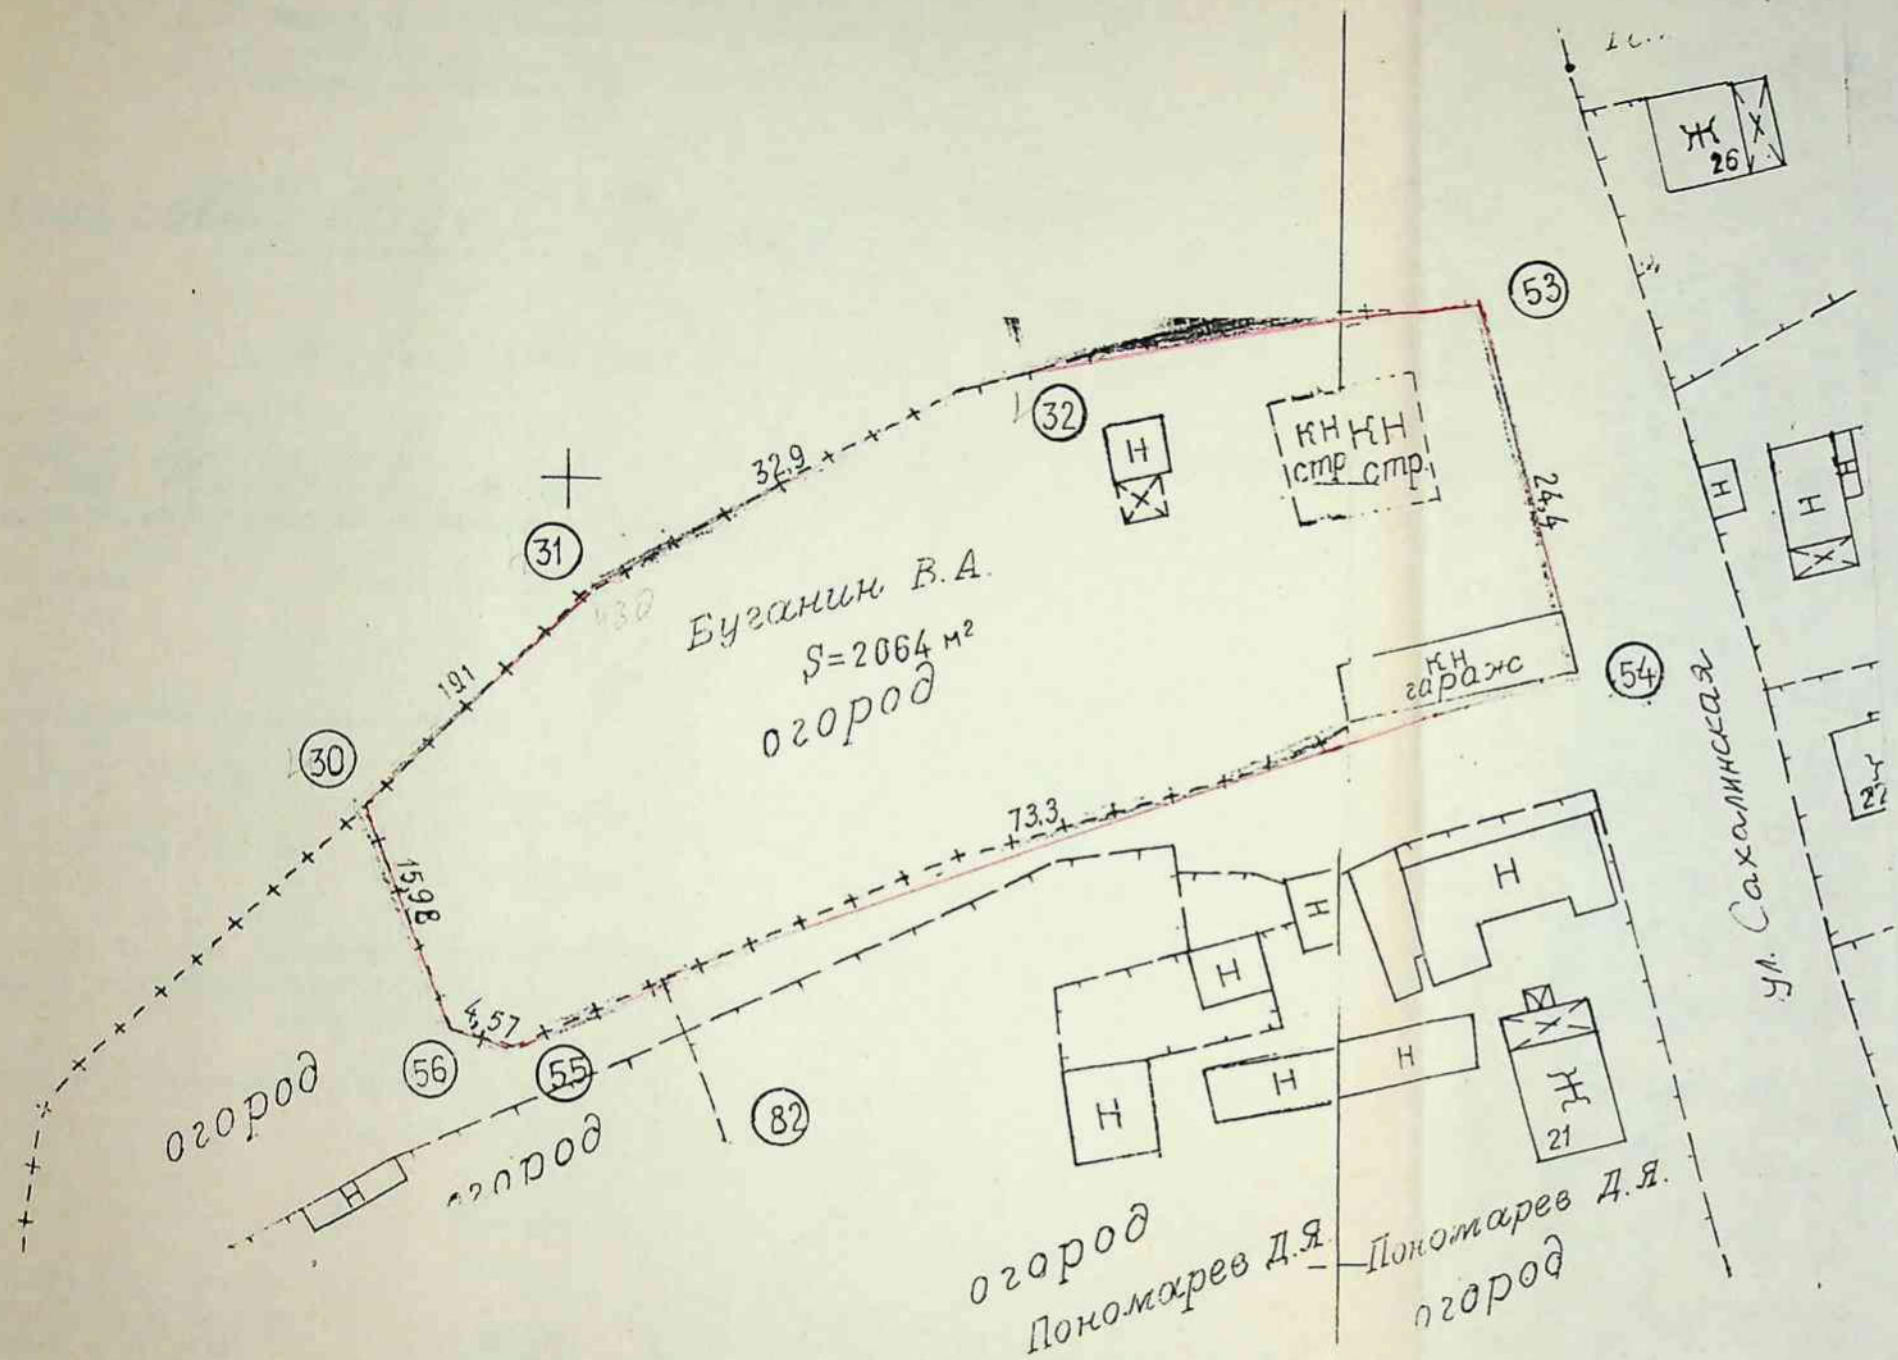 Ж
Х
26
53
32
Н
Х
кн кн
стр. стр.
32,9
31
24,4
Буганин В.А.
S=2064 м²
огород
191
30
кн
гараж
54
Н
Н
Н
Х
ул. Сахалинская
73.3
15,98
4,57
56
55
82
огород
огород
Н
Н
Н
Н
Н
Н
Н
Х
Ж
21
Н
огород
Пономарев Д.Я.
Пономарев Д.Я.
огород